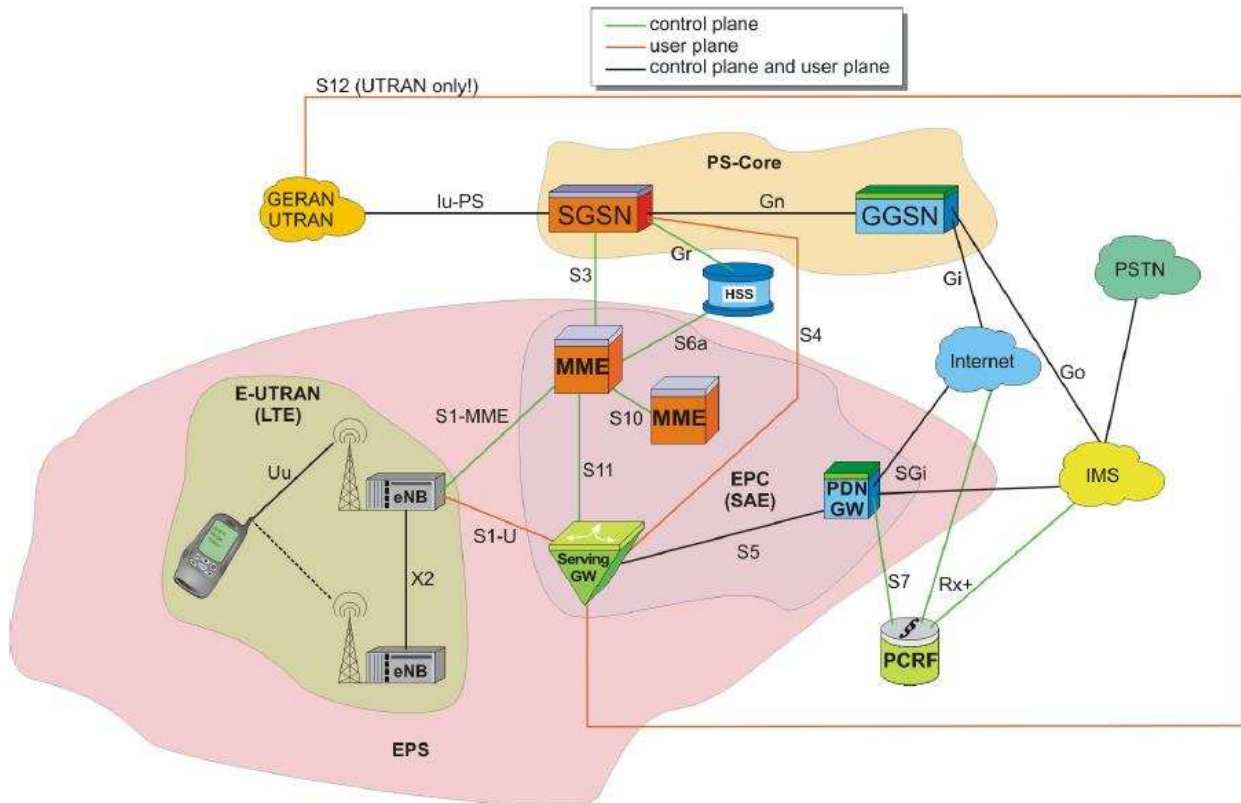 control plane
user plane
control plane and user plane
S12 (UTRAN only!)
PS-Core
GERAN
UTRAN
Iu-PS
SGSN
Gn
GGSN
Gr
S3
HSS
Gi
PSTN
S6a
S4
MME
Internet
Go
E-UTRAN
(LTE)
S1-MME
S10
MME
Uu
S11
EPC
(SAE)
SGi
IMS
eNB
PDN
GW
S1-U
Serving
GW
S5
X2
S7
Rx+
eNB
PCRF
EPS